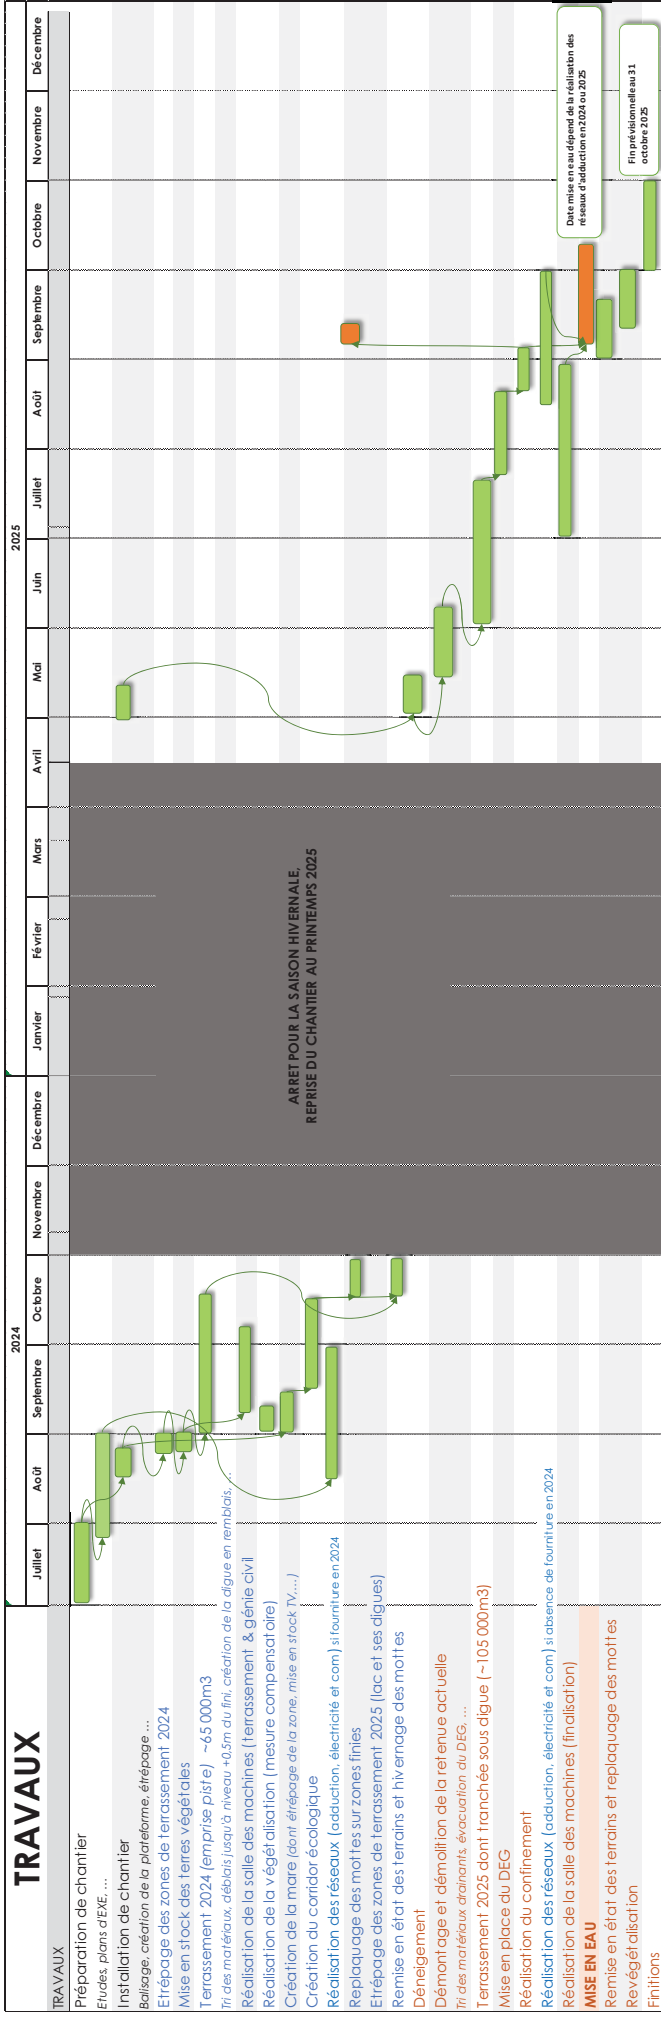 TRAVAUX
2024
2025
Juillet
Août
Septembre
Octobre
Novembre
Décembre
Janvier
Février
Mars
Avril
Mai
Juin
Juillet
Août
Septembre
Octobre
Novembre
Décembre
TRAVAUX
Préparation de chantier
Etudes, plans d'EXE, …
Installation de chantier
Balisage, création de la plateforme, étrépage …
Etrépage des zones de terrassement 2024
Mise en stock des terres végétales
Terrassement 2024 (emprise piste) ~65 000m3
Tri des matériaux, déblais jusqu'à niveau +0,5m du fini, création de la digue en remblais, …
Réalisation de la salle des machines (terrassement & génie civil
Réalisation de la végétalisation (mesure compensatoire)
Création de la mare (dont étrépage de la zone, mise en stock TV,…)
Création du corridor écologique
Réalisation des réseaux (adduction, électricité et com) si fourniture en 2024
Replaquage des mottes sur zones finies
Etrépage des zones de terrassement 2025 (lac et ses digues)
Remise en état des terrains et hivernage des mottes
Déneigement
Démontage et démolition de la retenue actuelle
Tri des matériaux drainants, évacuation du DEG, …
Terrassement 2025 dont tranchée sous digue (~105 000m3)
Mise en place du DEG
Réalisation du confinement
Réalisation des réseaux (adduction, électricité et com) si absence de fourniture en 2024
Réalisation de la salle des machines (finalisation)
MISE EN EAU
Remise en état des terrains et replaquage des mottes
Revégétalisation
Finitions
ARRET POUR LA SAISON HIVERNALE,
REPRISE DU CHANTIER AU PRINTEMPS 2025
Date mise en eau dépend de la réalisation des
réseaux d'adduction en 2024 ou 2025
Fin prévisionnelle au 31
octobre 2025